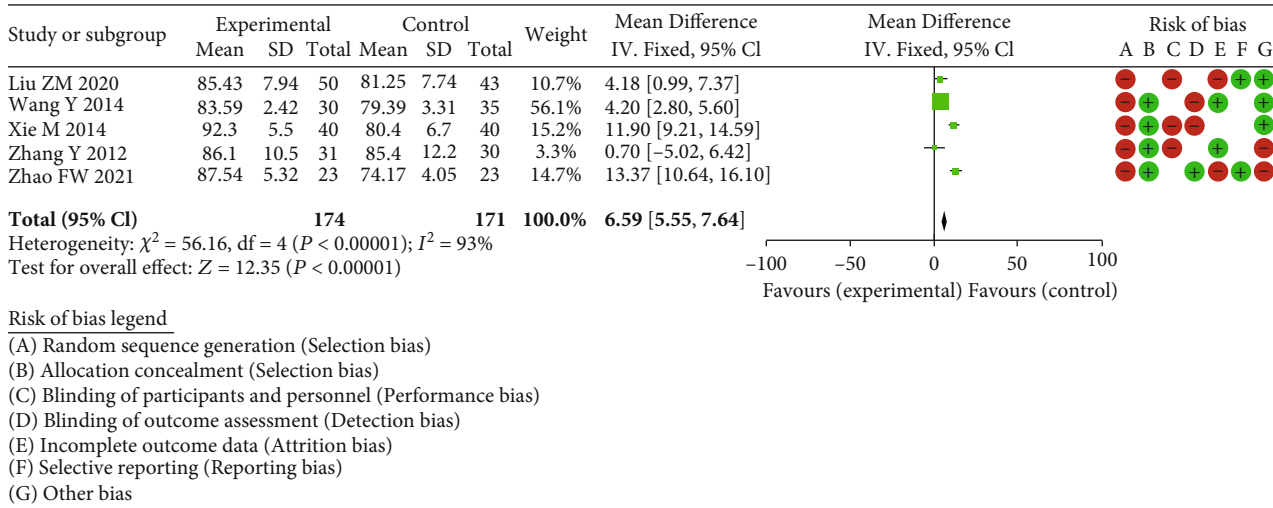 Study or subgroup Experimental Control Weight Mean Difference Mean Difference Risk of bias
Mean SD Total Mean SD Total IV. Fixed, 95% Cl IV. Fixed, 95% Cl A B C D E F G
Liu ZM 2020 85.43 7.94 50 81.25 7.74 43 10.7% 4.18 [0.99, 7.37] − − − + +
Wang Y 2014 83.59 2.42 30 79.39 3.31 35 56.1% 4.20 [2.80, 5.60] − + − + +
Xie M 2014 92.3 5.5 40 80.4 6.7 40 15.2% 11.90 [9.21, 14.59] − + − − +
Zhang Y 2012 86.1 10.5 31 85.4 12.2 30 3.3% 0.70 [−5.02, 6.42] − + − + −
Zhao FW 2021 87.54 5.32 23 74.17 4.05 23 14.7% 13.37 [10.64, 16.10] − + + − + −
Total (95% Cl) 174 171 100.0% 6.59 [5.55, 7.64]
Heterogeneity: χ² = 56.16, df = 4 (P < 0.00001); I² = 93%
Test for overall effect: Z = 12.35 (P < 0.00001)
−100 −50 0 50 100
Favours (experimental) Favours (control)
Risk of bias legend
(A) Random sequence generation (Selection bias)
(B) Allocation concealment (Selection bias)
(C) Blinding of participants and personnel (Performance bias)
(D) Blinding of outcome assessment (Detection bias)
(E) Incomplete outcome data (Attrition bias)
(F) Selective reporting (Reporting bias)
(G) Other bias